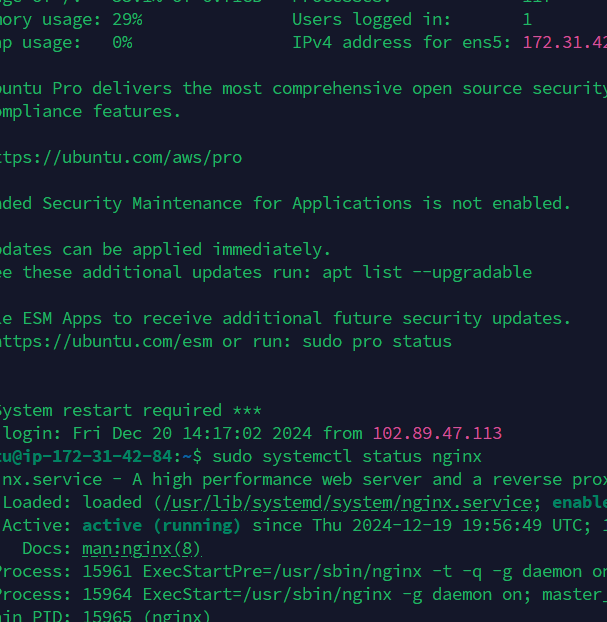 mory usage: 29% Users logged in: 1
ap usage: 0% IPv4 address for ens5: 172.31.42
buntu Pro delivers the most comprehensive open source security
ompliance features.
ttps://ubuntu.com/aws/pro
nded Security Maintenance for Applications is not enabled.
pdates can be applied immediately.
ee these additional updates run: apt list --upgradable
le ESM Apps to receive additional future security updates.
https://ubuntu.com/esm or run: sudo pro status
System restart required ***
login: Fri Dec 20 14:17:02 2024 from 102.89.47.113
tu@ip-172-31-42-84:~$ sudo systemctl status nginx
nx.service - A high performance web server and a reverse prox
Loaded: loaded (/usr/lib/systemd/system/nginx.service; enable
Active: active (running) since Thu 2024-12-19 19:56:49 UTC; 1
Docs: man:nginx(8)
Process: 15961 ExecStartPre=/usr/sbin/nginx -t -q -g daemon on
Process: 15964 ExecStart=/usr/sbin/nginx -g daemon on; master_
ain PID: 15965 (nginx)